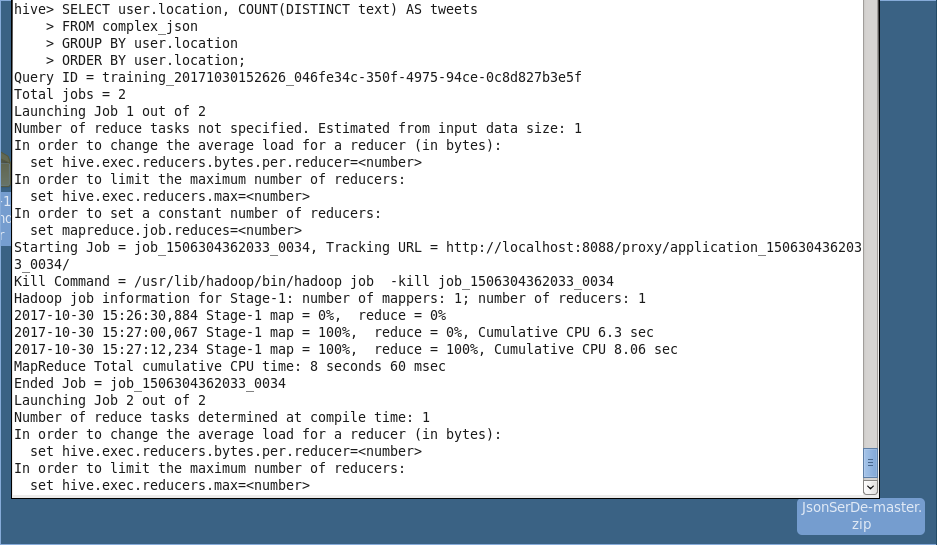 hive> SELECT user.location, COUNT(DISTINCT text) AS tweets
    > FROM complex_json
    > GROUP BY user.location
    > ORDER BY user.location;
Query ID = training_20171030152626_046fe34c-350f-4975-94ce-0c8d827b3e5f
Total jobs = 2
Launching Job 1 out of 2
Number of reduce tasks not specified. Estimated from input data size: 1
In order to change the average load for a reducer (in bytes):
  set hive.exec.reducers.bytes.per.reducer=<number>
In order to limit the maximum number of reducers:
  set hive.exec.reducers.max=<number>
In order to set a constant number of reducers:
  set mapreduce.job.reduces=<number>
Starting Job = job_1506304362033_0034, Tracking URL = http://localhost:8088/proxy/application_150630436203
3_0034/
Kill Command = /usr/lib/hadoop/bin/hadoop job  -kill job_1506304362033_0034
Hadoop job information for Stage-1: number of mappers: 1; number of reducers: 1
2017-10-30 15:26:30,884 Stage-1 map = 0%,  reduce = 0%
2017-10-30 15:27:00,067 Stage-1 map = 100%,  reduce = 0%, Cumulative CPU 6.3 sec
2017-10-30 15:27:12,234 Stage-1 map = 100%,  reduce = 100%, Cumulative CPU 8.06 sec
MapReduce Total cumulative CPU time: 8 seconds 60 msec
Ended Job = job_1506304362033_0034
Launching Job 2 out of 2
Number of reduce tasks determined at compile time: 1
In order to change the average load for a reducer (in bytes):
  set hive.exec.reducers.bytes.per.reducer=<number>
In order to limit the maximum number of reducers:
  set hive.exec.reducers.max=<number>
JsonSerDe-master.
zip